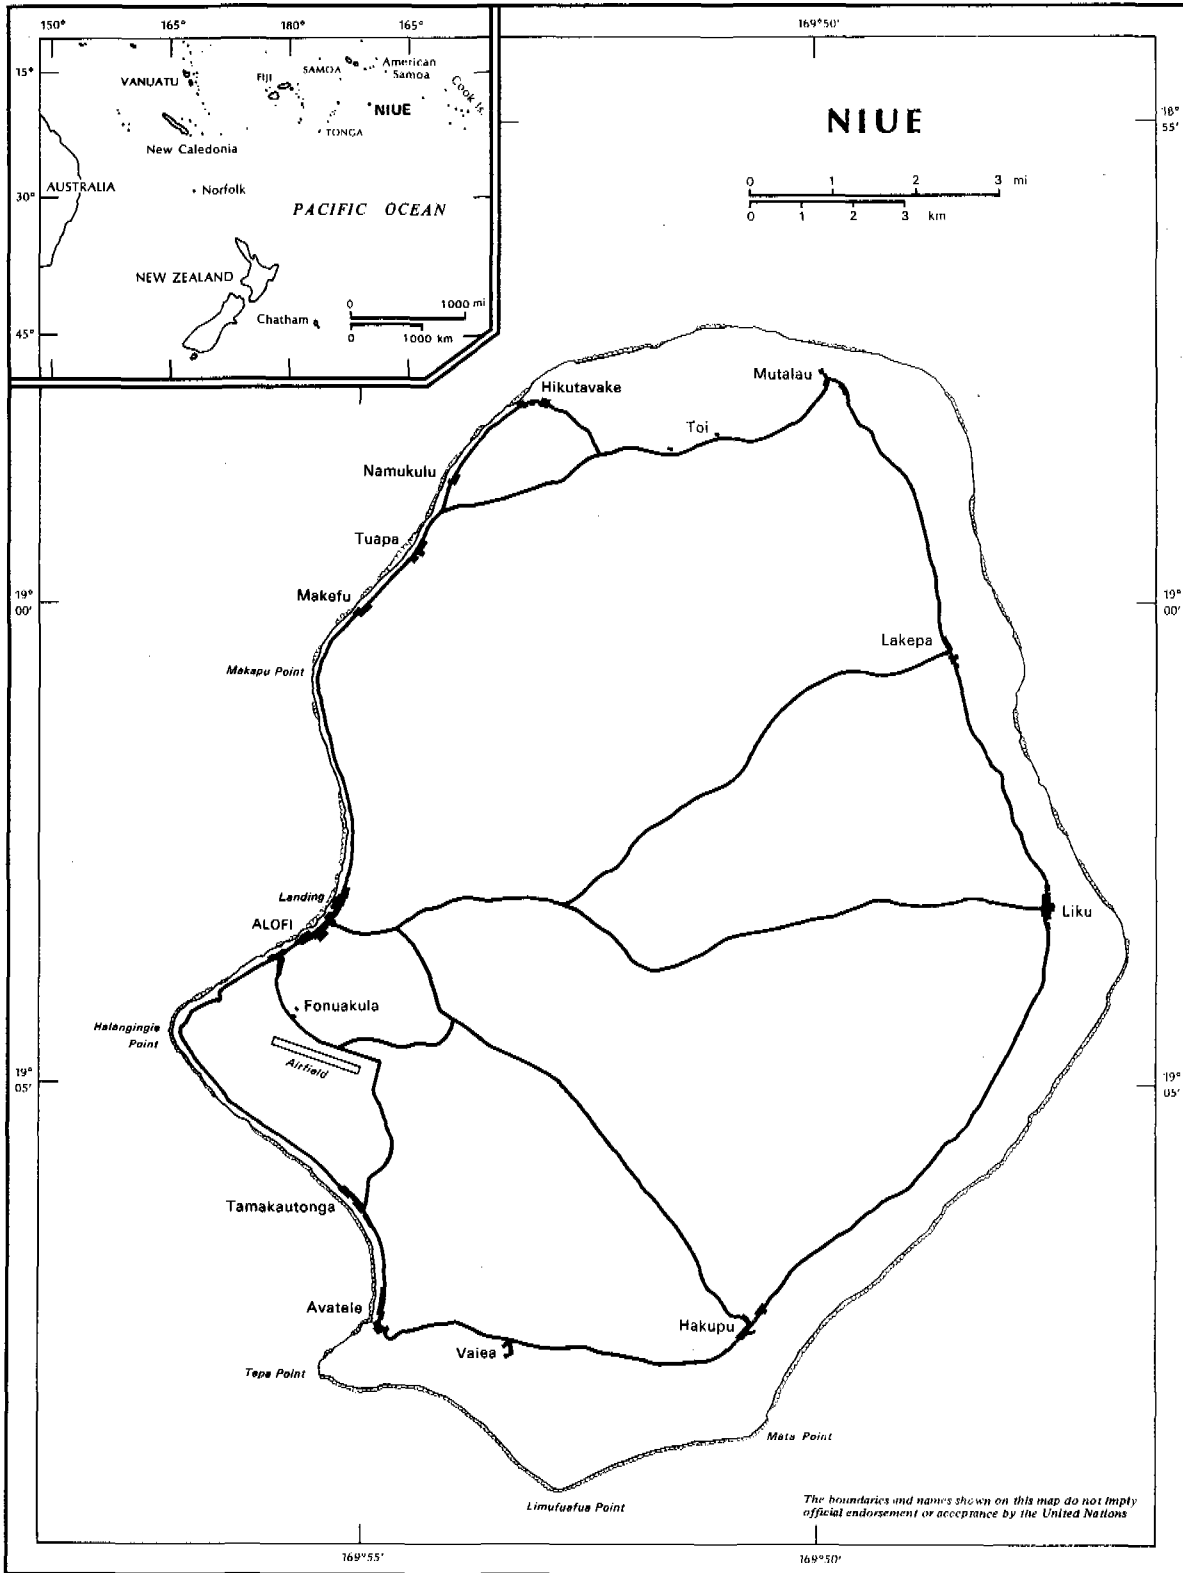 150°
165°
180°
165°
169°50'
15°
VANUATU
FIJI
SAMOA
American
Samoa
Cook Is.
NIUE
TONGA
New Caledonia
AUSTRALIA
30°
Norfolk
PACIFIC OCEAN
NEW ZEALAND
Chatham
0 1000 mi
0 1000 km
45°
NIUE
18°
55'
0 1 2 3 mi
0 1 2 3 km
Hikutavake
Mutalau
Toi
Namukulu
Tuapa
Makefu
19°
00'
19°
00'
Lakepa
Makapu Point
Landing
ALOFI
Liku
Fonuakula
Halangingie
Point
Airfield
19°
05'
19°
05'
Tamakautonga
Avatele
Hakupu
Vaiea
Tepa Point
Mata Point
Limufuafua Point
The boundaries and names shown on this map do not imply
official endorsement or acceptance by the United Nations
169°55'
169°50'